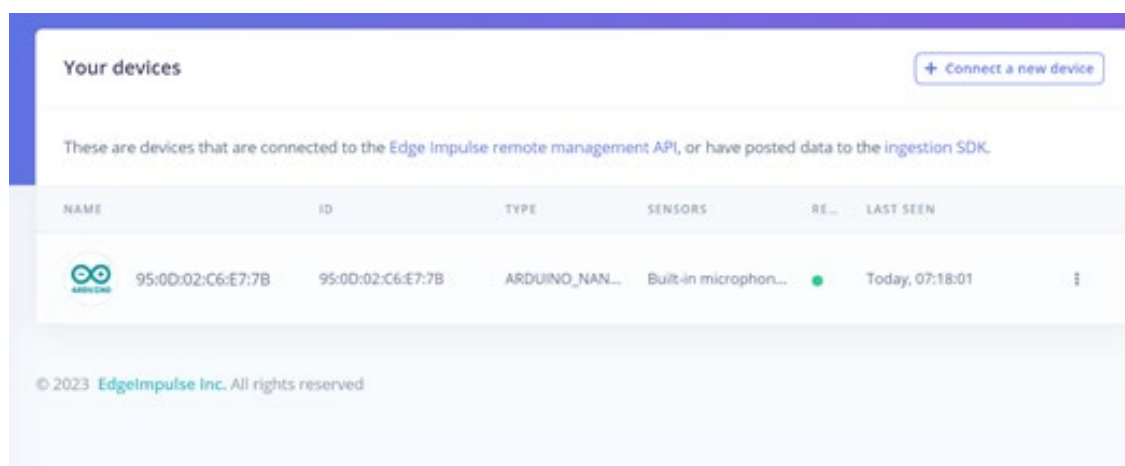 Your devices
+ Connect a new device
These are devices that are connected to the Edge Impulse remote management API, or have posted data to the ingestion SDK.
NAME ID TYPE SENSORS RE... LAST SEEN
ARDUINO
95:0D:02:C6:E7:7B 95:0D:02:C6:E7:7B ARDUINO_NAN... Built-in microphon... Today, 07:18:01
© 2023 EdgeImpulse Inc. All rights reserved